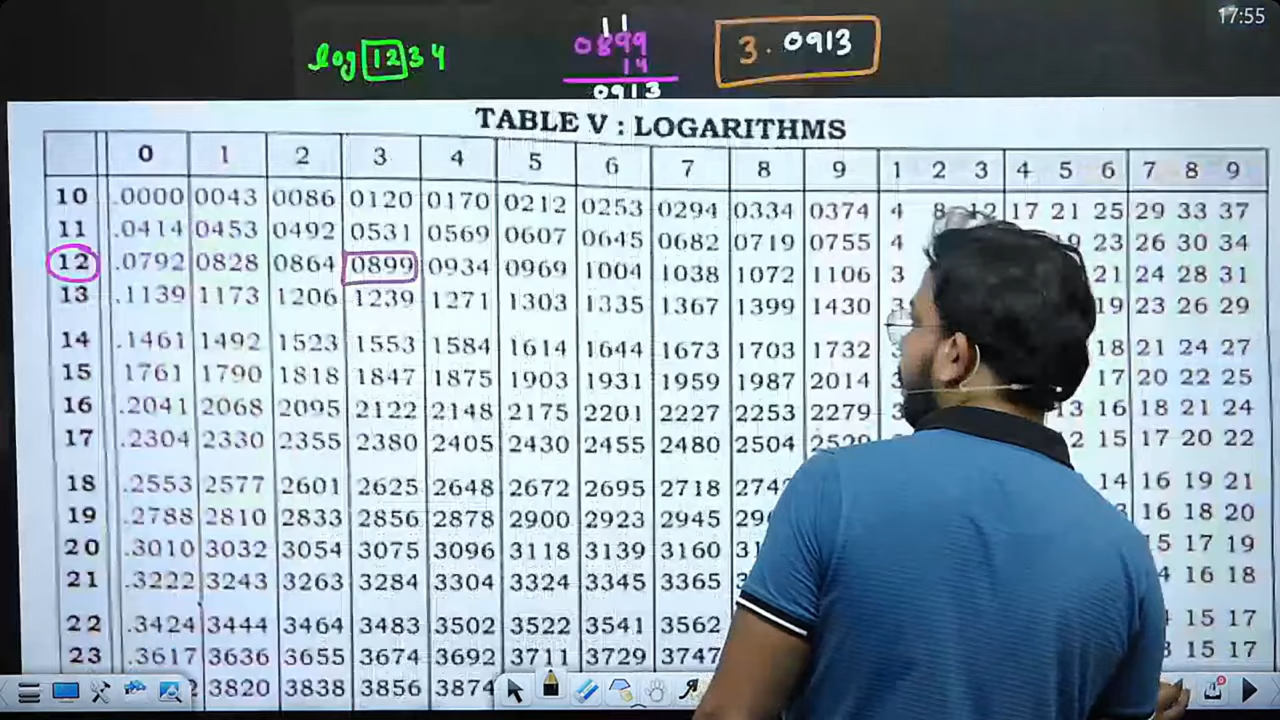 17:55
log 1234
11
0899
14
0913
3.0913
TABLE V : LOGARITHMS
0 1 2 3 4 5 6 7 8 9 1 2 3 4 5 6 7 8 9
10 .0000 0043 0086 0120 0170 0212 0253 0294 0334 0374 4 8 12 17 21 25 29 33 37
11 .0414 0453 0492 0531 0569 0607 0645 0682 0719 0755 4 23 26 30 34
12 .0792 0828 0864 0899 0934 0969 1004 1038 1072 1106 3 21 24 28 31
13 .1139 1173 1206 1239 1271 1303 1335 1367 1399 1430 3 19 23 26 29
14 .1461 1492 1523 1553 1584 1614 1644 1673 1703 1732 18 21 24 27
15 1761 1790 1818 1847 1875 1903 1931 1959 1987 2014 17 20 22 25
16 .2041 2068 2095 2122 2148 2175 2201 2227 2253 2279 13 16 18 21 24
17 .2304 2330 2355 2380 2405 2430 2455 2480 2504 2529 15 17 20 22
18 .2553 2577 2601 2625 2648 2672 2695 2718 14 16 19 21
19 .2788 2810 2833 2856 2878 2900 2923 2945 16 18 20
20 .3010 3032 3054 3075 3096 3118 3139 3160 17 19
21 .3222 3243 3263 3284 3304 3324 3345 3365 16 18
22 .3424 3444 3464 3483 3502 3522 3541 3562 15 17
23 .3617 3636 3655 3674 3692 3711 3729 3747 15 17
3820 3838 3856 3874